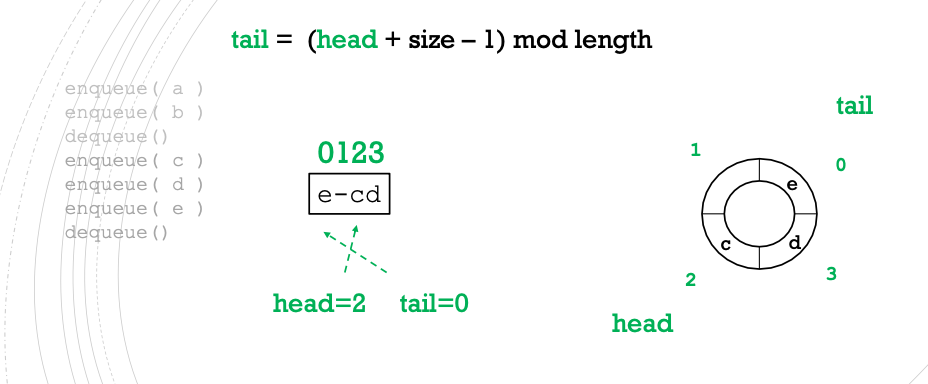 tail = (head + size – 1) mod length
enqueue( a )
enqueue( b )
dequeue()
enqueue( c )
enqueue( d )
enqueue( e )
dequeue()
0123
e-cd
head=2 tail=0
tail
1
0
e
c
d
2
3
head